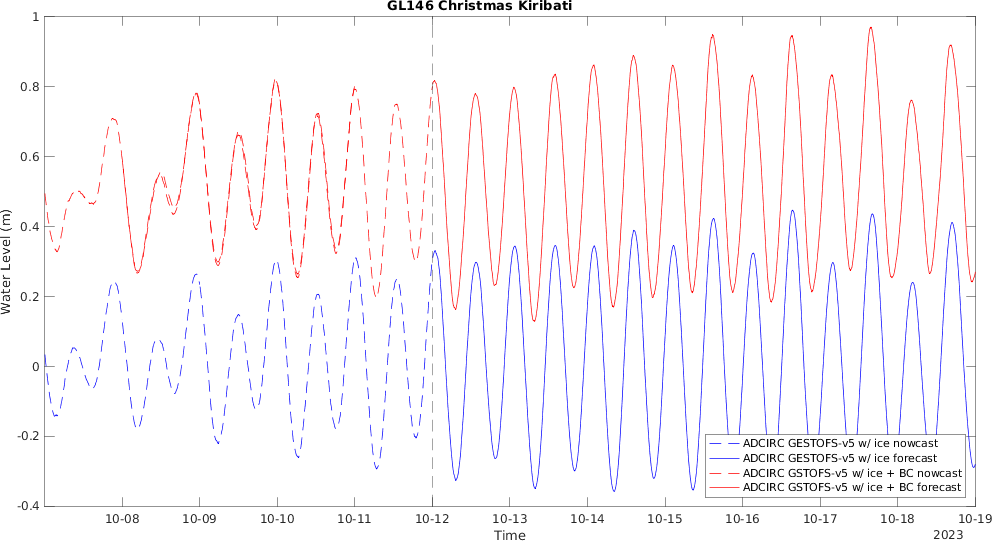 GL146 Christmas Kiribati
1
0.8
0.6
0.4
0.2
0
-0.2
-0.4
Water Level (m)
ADCIRC GESTOFS-v5 w/ ice nowcast
ADCIRC GESTOFS-v5 w/ ice forecast
ADCIRC GSTOFS-v5 w/ ice + BC nowcast
ADCIRC GSTOFS-v5 w/ ice + BC forecast
10-08 10-09 10-10 10-11 10-12 10-13 10-14 10-15 10-16 10-17 10-18 10-19
Time
2023